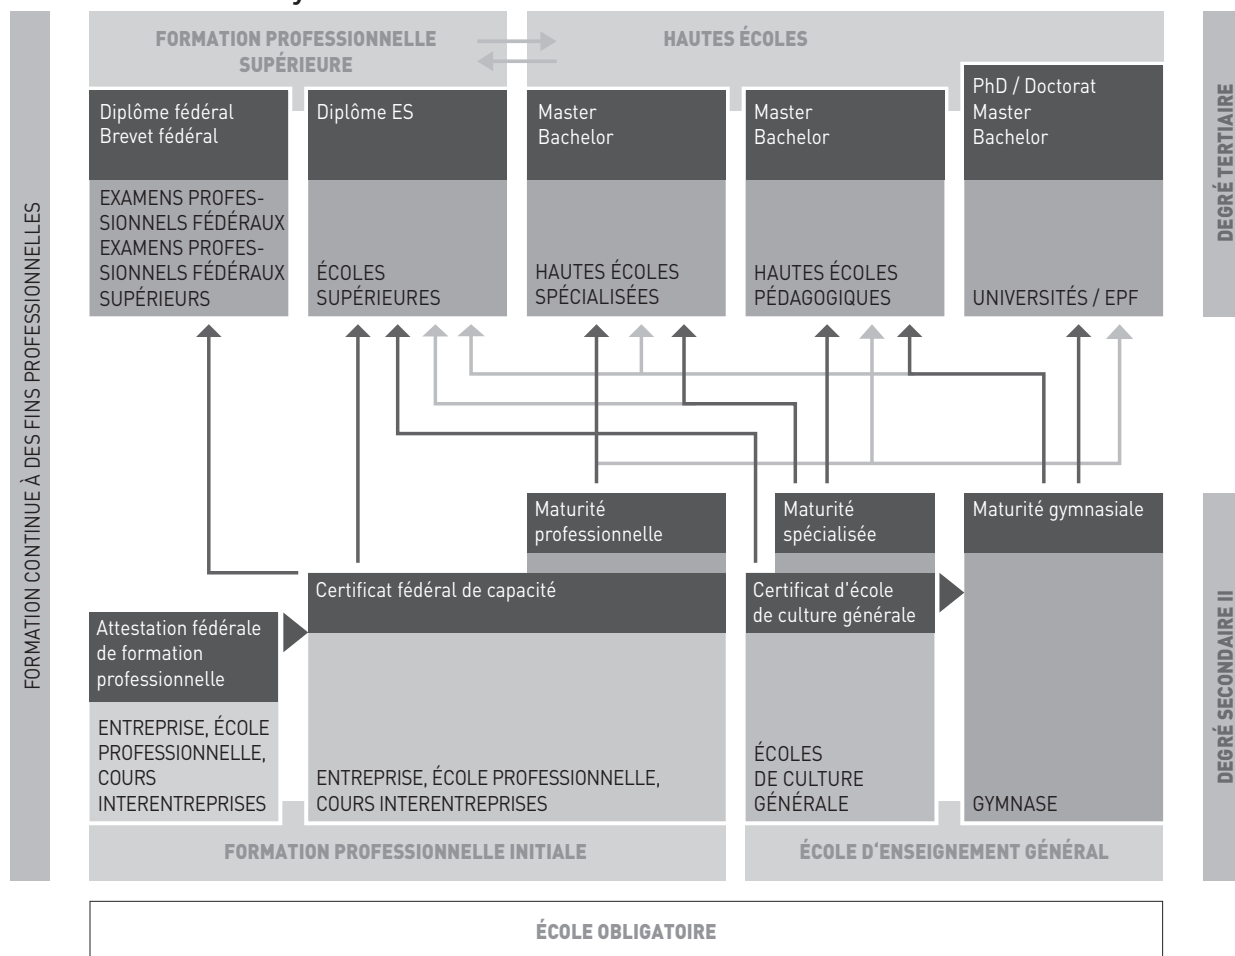 FORMATION PROFESSIONNELLE
SUPÉRIEURE
HAUTES ÉCOLES
Diplôme fédéral
Brevet fédéral
EXAMENS PROFES-
SIONNELS FÉDÉRAUX
EXAMENS PROFES-
SIONNELS FÉDÉRAUX
SUPÉRIEURS
Diplôme ES
ÉCOLES
SUPÉRIEURES
Master
Bachelor
HAUTES ÉCOLES
SPÉCIALISÉES
Master
Bachelor
HAUTES ÉCOLES
PÉDAGOGIQUES
PhD / Doctorat
Master
Bachelor
UNIVERSITÉS / EPF
DEGRÉ TERTIAIRE
FORMATION CONTINUE À DES FINS PROFESSIONNELLES
Maturité
professionnelle
Maturité
spécialisée
Maturité gymnasiale
Certificat fédéral de capacité
Certificat d'école
de culture générale
Attestation fédérale
de formation
professionnelle
ENTREPRISE, ÉCOLE
PROFESSIONNELLE,
COURS
INTERENTREPRISES
ENTREPRISE, ÉCOLE PROFESSIONNELLE,
COURS INTERENTREPRISES
ÉCOLES
DE CULTURE
GÉNÉRALE
GYMNASE
DEGRÉ SECONDAIRE II
FORMATION PROFESSIONNELLE INITIALE
ÉCOLE D'ENSEIGNEMENT GÉNÉRAL
ÉCOLE OBLIGATOIRE